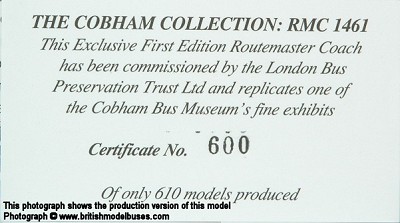 THE COBHAM COLLECTION: RMC 1461
This Exclusive First Edition Routemaster Coach
has been commissioned by the London Bus
Preservation Trust Ltd and replicates one of
the Cobham Bus Museum's fine exhibits
Certificate No. 600
Of only 610 models produced
This photograph shows the production version of this model
Photograph © www.britishmodelbuses.com